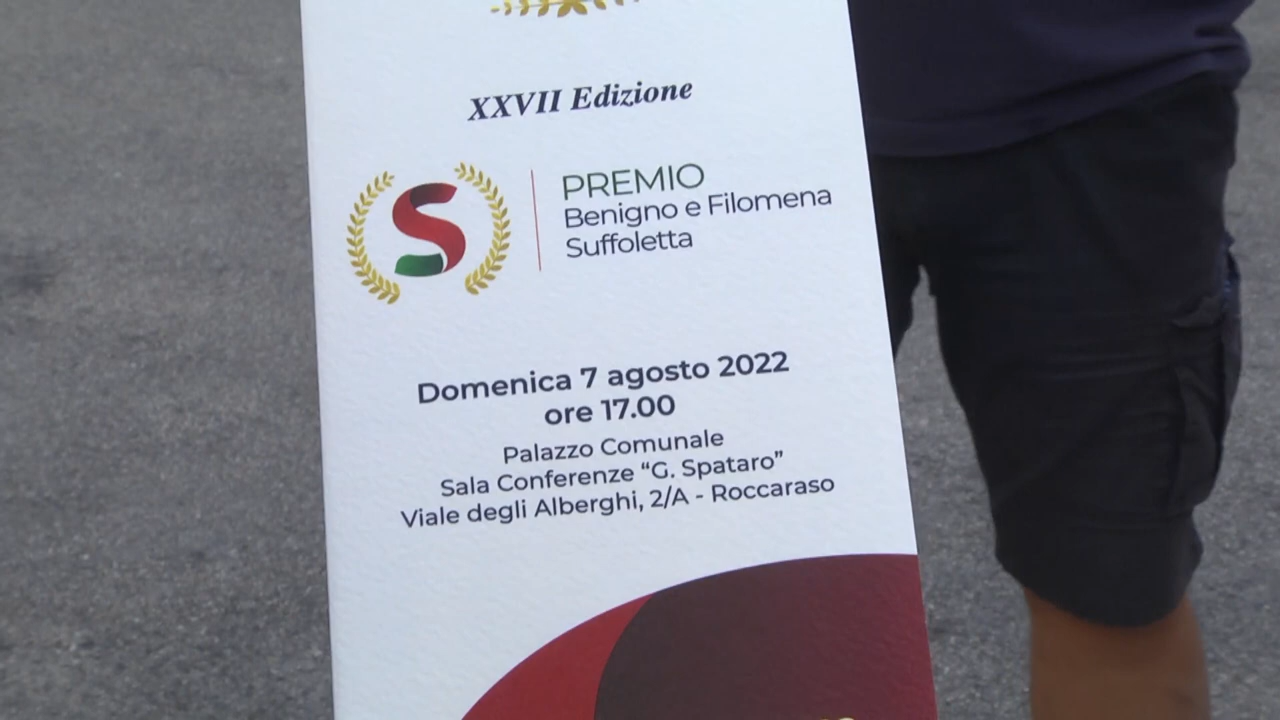 XXVII Edizione
PREMIO
Benigno e Filomena
Suffoletta
Domenica 7 agosto 2022
ore 17.00
Palazzo Comunale
Sala Conferenze “G. Spataro”
Viale degli Alberghi, 2/A - Roccaraso